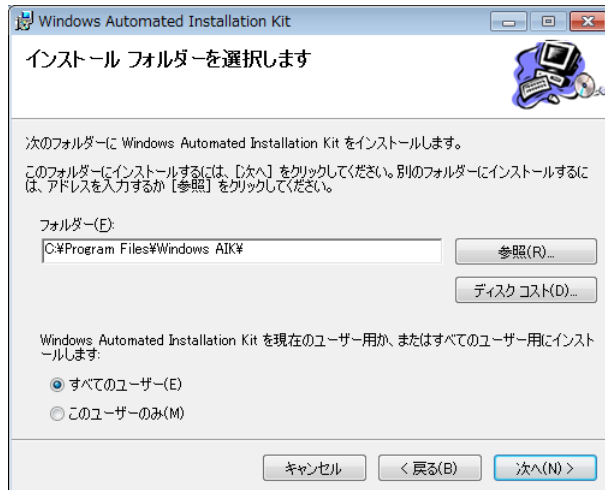 Windows Automated Installation Kit
インストール フォルダーを選択します
次のフォルダーに Windows Automated Installation Kit をインストールします。
このフォルダーにインストールするには、[次へ] をクリックしてください。別のフォルダーにインストールするに
は、アドレスを入力するか [参照] をクリックしてください。
フォルダー(F):
C:¥Program Files¥Windows AIK¥
参照(R)...
ディスク コスト(D)...
Windows Automated Installation Kit を現在のユーザー用か、またはすべてのユーザー用にインスト
ールします:
すべてのユーザー(E)
このユーザーのみ(M)
キャンセル
< 戻る(B)
次へ(N) >